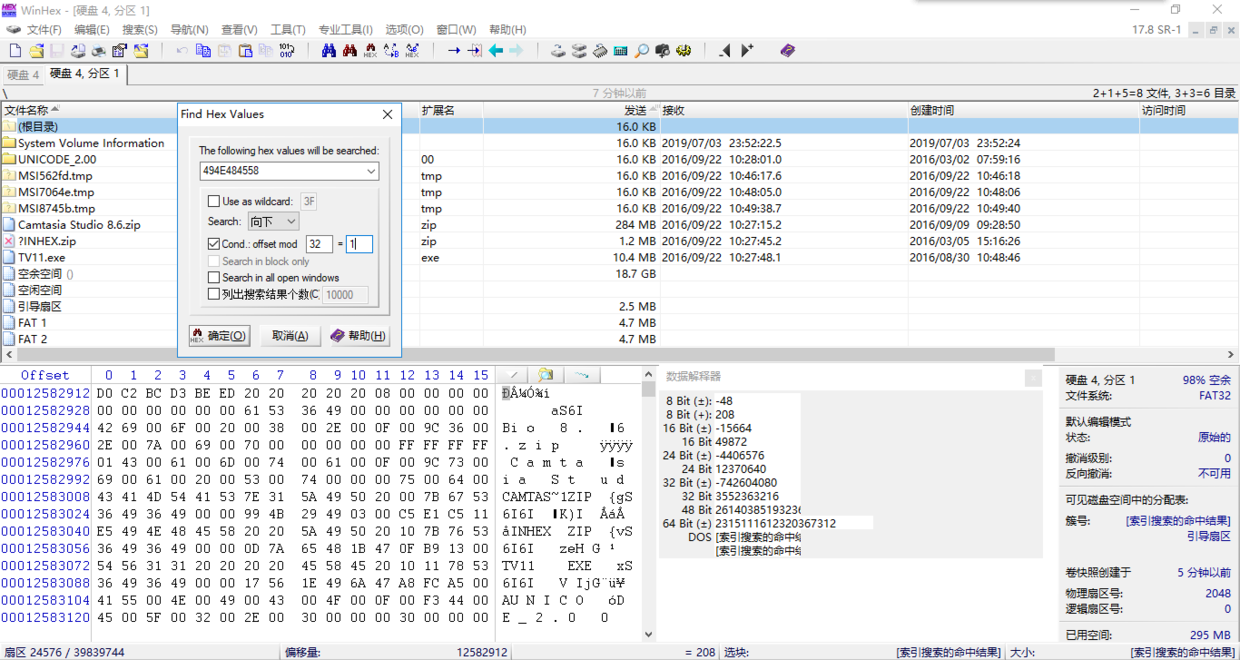 WinHex - [硬盘 4, 分区 1]
文件(F) 编辑(E) 搜索(S) 导航(N) 查看(V) 工具(T) 专业工具(I) 选项(O) 窗口(W) 帮助(H) 17.8 SR-1
硬盘 4 硬盘 4, 分区 1
\ 7 分钟以前 2+1+5=8 文件, 3+3=6 目录
文件名称 扩展名 发送 接收 创建时间 访问时间
(根目录) 16.0 KB
System Volume Information 16.0 KB 2019/07/03 23:52:22.5 2019/07/03 23:52:24
UNICODE_2.00 00 16.0 KB 2016/09/22 10:28:01.0 2016/03/02 07:59:16
MSI562fd.tmp tmp 16.0 KB 2016/09/22 10:46:17.6 2016/09/22 10:46:18
MSI7064e.tmp tmp 16.0 KB 2016/09/22 10:48:05.0 2016/09/22 10:48:06
MSI8745b.tmp tmp 16.0 KB 2016/09/22 10:49:38.7 2016/09/22 10:49:40
Camtasia Studio 8.6.zip zip 284 MB 2016/09/22 10:27:15.2 2016/09/09 09:28:50
?INHEX.zip zip 1.2 MB 2016/09/22 10:27:45.2 2016/03/05 15:16:26
TV11.exe exe 10.4 MB 2016/09/22 10:27:48.1 2016/08/30 10:48:46
空余空间 () 18.7 GB
空闲空间
引导扇区 2.5 MB
FAT 1 4.7 MB
FAT 2 4.7 MB
Find Hex Values
The following hex values will be searched:
494E484558
Use as wildcard: 3F
Search: 向下
Cond.: offset mod 32 = 1
Search in block only
Search in all open windows
列出搜索结果个数(C 10000
确定(O) 取消(A) 帮助(H)
Offset 0 1 2 3 4 5 6 7 8 9 10 11 12 13 14 15
00012582912 D0 C2 BC D3 BE ED 20 20 20 20 20 08 00 00 00 00 ÐÂ¼Ó¾í
00012582928 00 00 00 00 00 00 61 53 36 49 00 00 00 00 00 00 aS6I
00012582944 42 69 00 6F 00 20 00 38 00 2E 00 0F 00 9C 36 00 Bi o 8 .
00012582960 2E 00 7A 00 69 00 70 00 00 00 00 00 FF FF FF FF . z i p ÿÿÿÿ
00012582976 01 43 00 61 00 6D 00 74 00 61 00 0F 00 9C 73 00 C a m t a
00012582992 69 00 61 00 20 00 53 00 74 00 00 00 75 00 64 00 i a S t u d
00012583008 43 41 4D 54 41 53 7E 31 5A 49 50 20 00 7B 67 53 CAMTAS~1ZIP {gS
00012583024 36 49 36 49 00 00 99 4B 29 49 03 00 C5 E1 C5 11 6I6I K)I ÅáÅ
00012583040 E5 49 4E 48 45 58 20 20 5A 49 50 20 10 7B 76 53 åINHEX ZIP {vS
00012583056 36 49 36 49 00 00 0D 7A 65 48 1B 47 0F B9 13 00 6I6I zeH G ¹
00012583072 54 56 31 31 20 20 20 20 45 58 45 20 10 11 78 53 TV11 EXE xS
00012583088 36 49 36 49 00 00 17 56 1E 49 6A 47 A8 FC A5 00 6I6I V IjG¨ü¥
00012583104 41 55 00 4E 00 49 00 43 00 4F 00 0F 00 F3 44 00 AU N I C O óD
00012583120 45 00 5F 00 32 00 2E 00 30 00 00 00 30 00 00 00 E _ 2 . 0 0
数据解释器
8 Bit (±): -48
8 Bit (+): 208
16 Bit (±) -15664
16 Bit 49872
24 Bit (±) -4406576
24 Bit 12370640
32 Bit (±) -742604080
32 Bit 3552363216
48 Bit 2614038519323
64 Bit (±) 2315111612320367312
DOS [索引搜索的命中
[索引搜索的命中
硬盘 4, 分区 1 98% 空余
文件系统: FAT32
默认编辑模式
状态: 原始的
撤消级别: 0
反向撤消: 不可用
可见磁盘空间中的分配表:
簇号: [索引搜索的命中结果]
引导扇区
卷快照创建于 5 分钟以前
物理扇区号: 2048
逻辑扇区号: 0
已用空间: 295 MB
扇区 24576 / 39839744 偏移量: 12582912 = 208 选块: [索引搜索的命中结果] 大小: [索引搜索的命中结果]